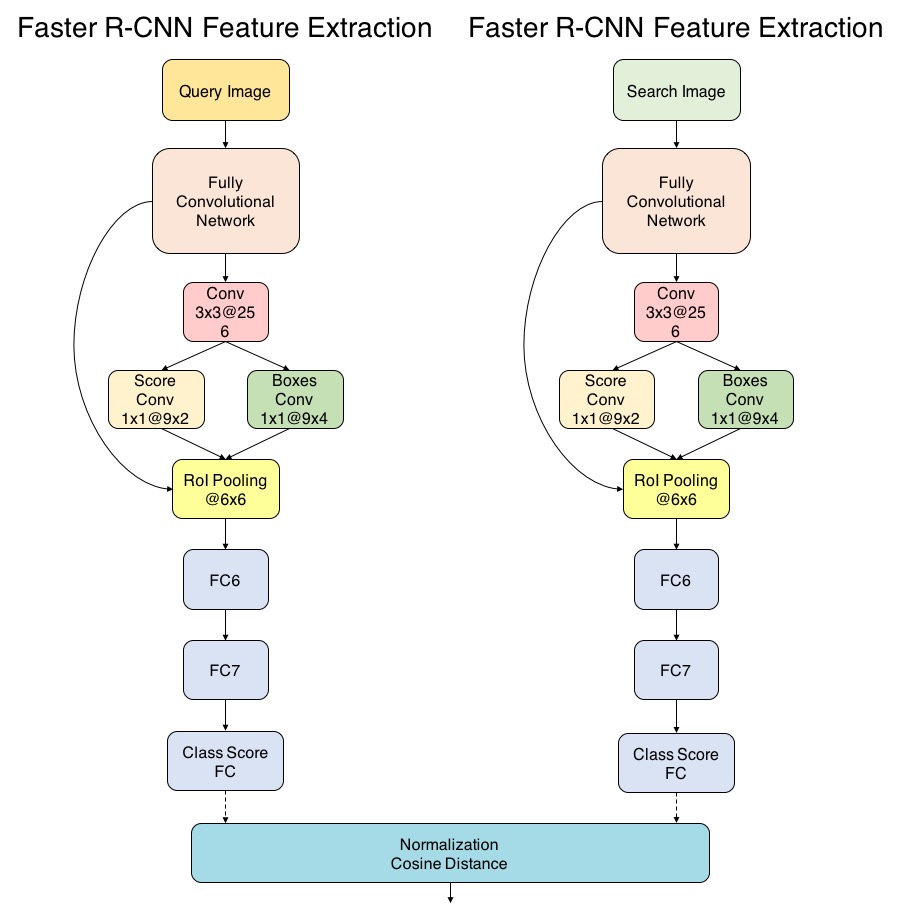 Faster R-CNN Feature Extraction
Query Image
Fully
Convolutional
Network
Conv
3x3@25
6
Score
Conv
1x1@9x2
Boxes
Conv
1x1@9x4
RoI Pooling
@6x6
FC6
FC7
Class Score
FC
Faster R-CNN Feature Extraction
Search Image
Fully
Convolutional
Network
Conv
3x3@25
6
Score
Conv
1x1@9x2
Boxes
Conv
1x1@9x4
RoI Pooling
@6x6
FC6
FC7
Class Score
FC
Normalization
Cosine Distance